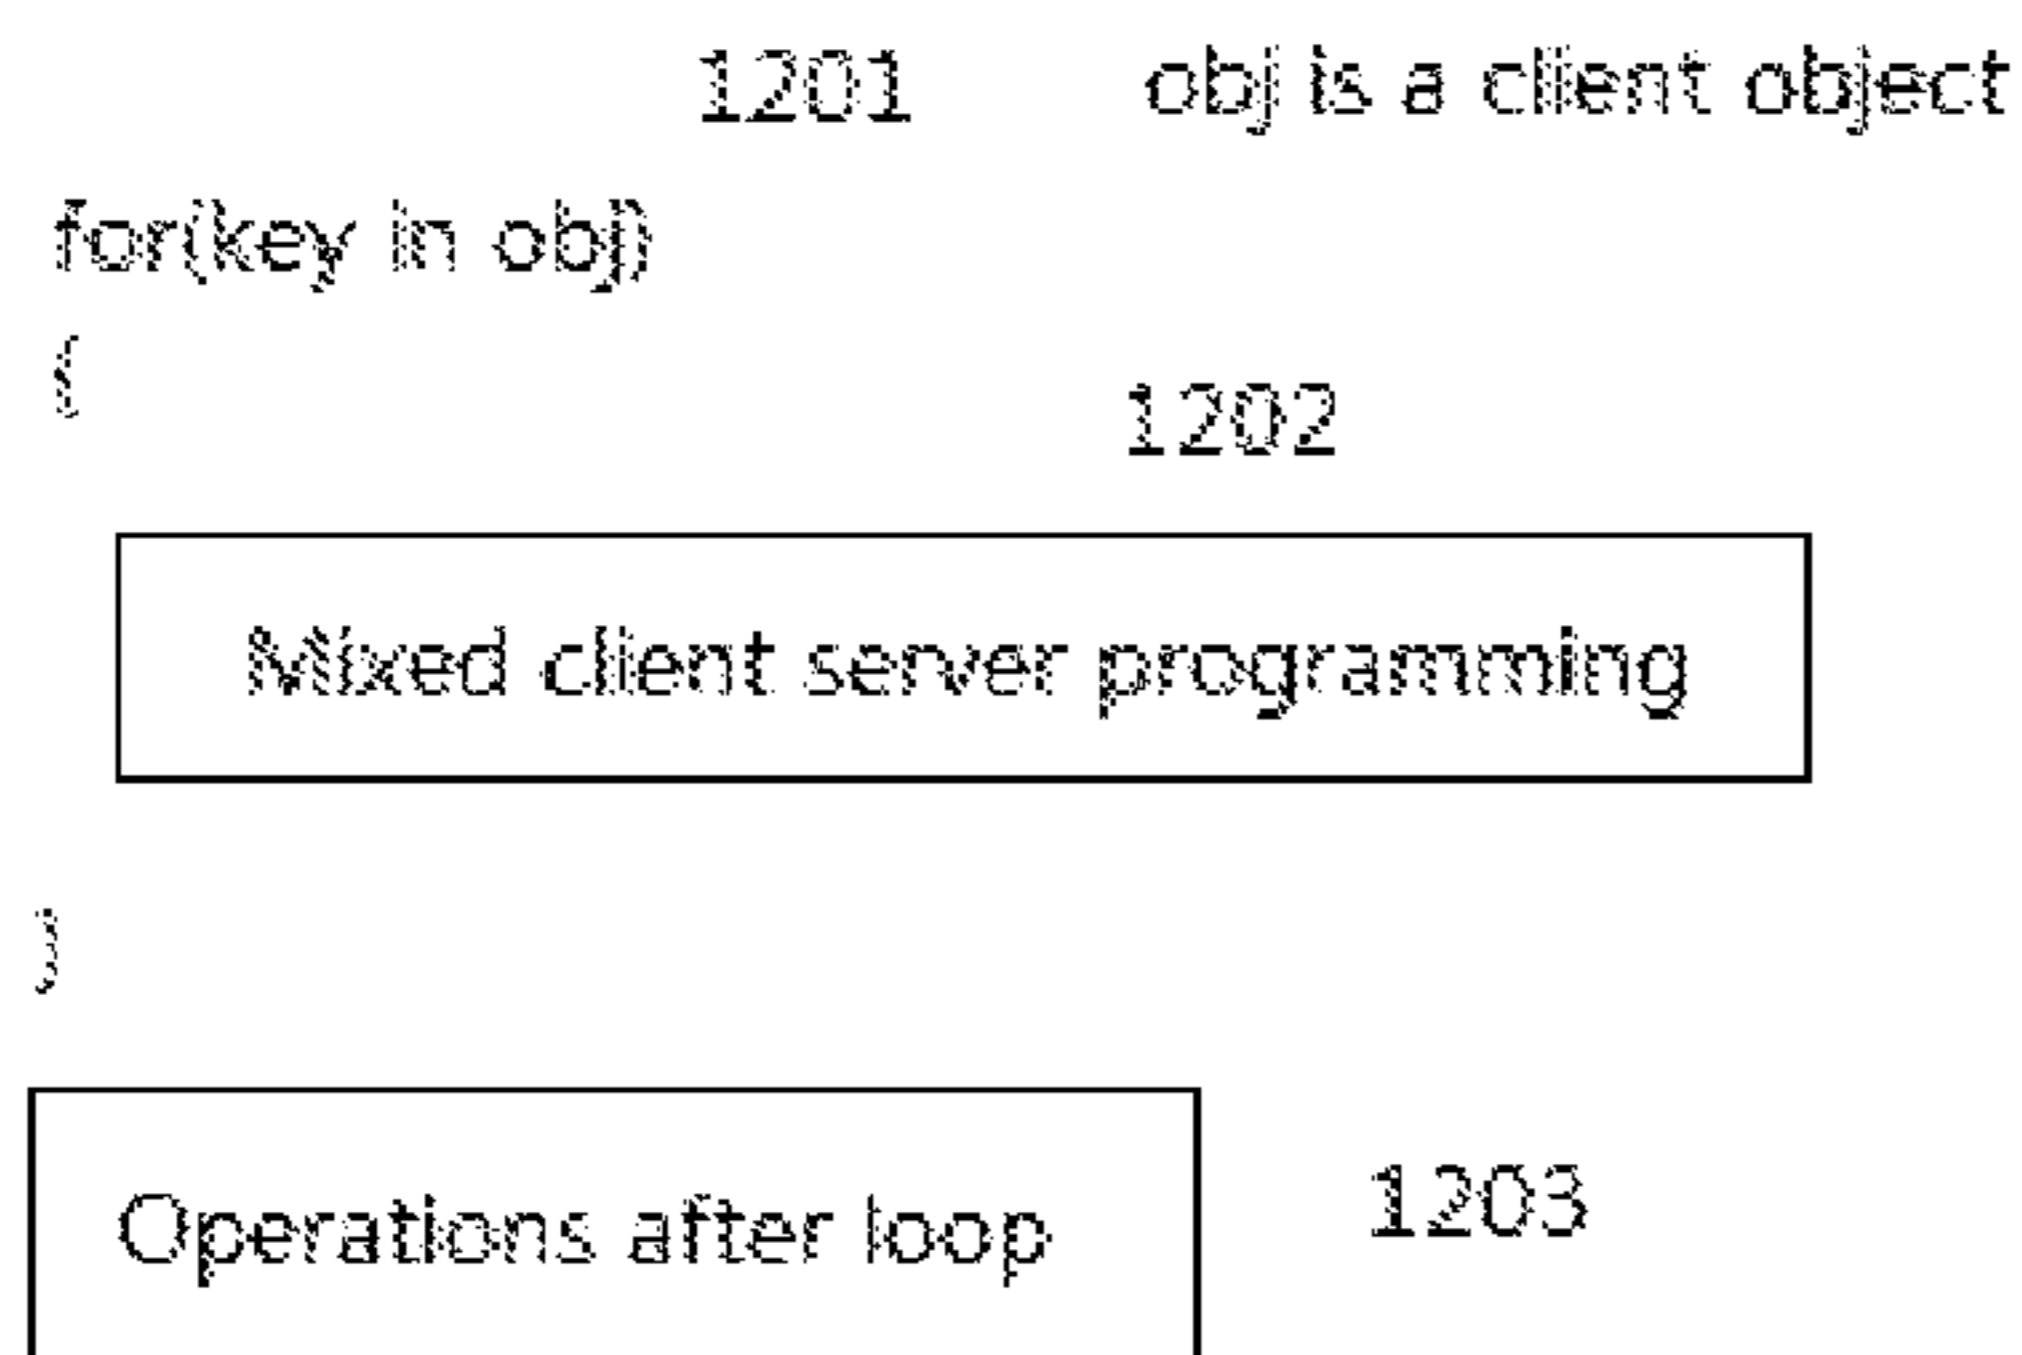 1201 obj is a client object
for(key in obj)
{
1202
Mixed client server programming
}
Operations after loop 1203